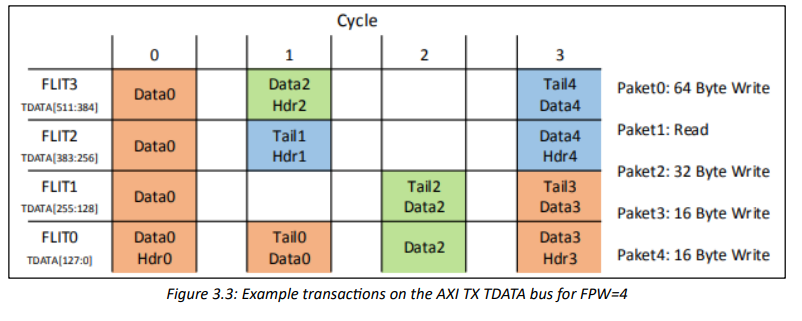 Cycle
0 1 2 3
FLIT3
TDATA[511:384]
Data0
Data2
Hdr2
Tail4
Data4
Paket0: 64 Byte Write
FLIT2
TDATA[383:256]
Data0
Tail1
Hdr1
Data4
Hdr4
Paket1: Read
Paket2: 32 Byte Write
FLIT1
TDATA[255:128]
Data0
Tail2
Data2
Tail3
Data3
Paket3: 16 Byte Write
FLIT0
TDATA[127:0]
Data0
Hdr0
Tail0
Data0
Data2
Data3
Hdr3
Paket4: 16 Byte Write
Figure 3.3: Example transactions on the AXI TX TDATA bus for FPW=4